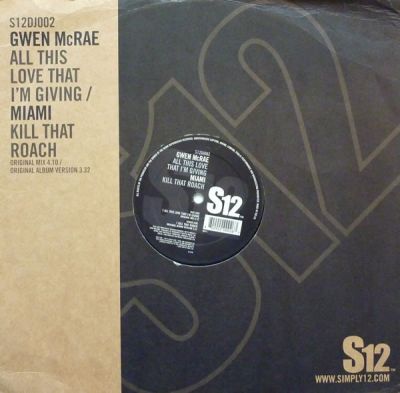 S12DJ002
GWEN McRAE
ALL THIS
LOVE THAT
I'M GIVING /
MIAMI
KILL THAT
ROACH
ORIGINAL MIX 4.10 /
ORIGINAL ALBUM VERSION 3.32
S12DJ002
GWEN McRAE
ALL THIS LOVE
THAT I'M GIVING
MIAMI
KILL THAT ROACH
S12
S12
S12
WWW.SIMPLY12.COM